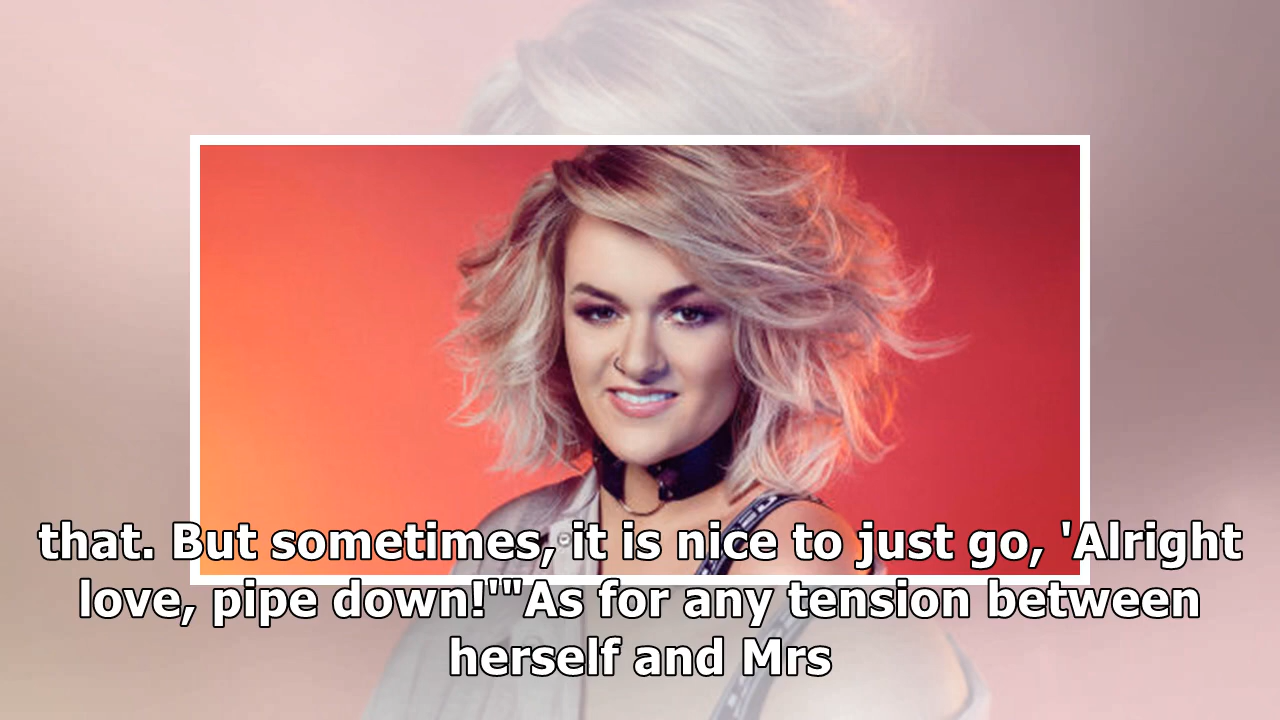 that. But sometimes, it is nice to just go, 'Alright
love, pipe down!'"As for any tension between
herself and Mrs